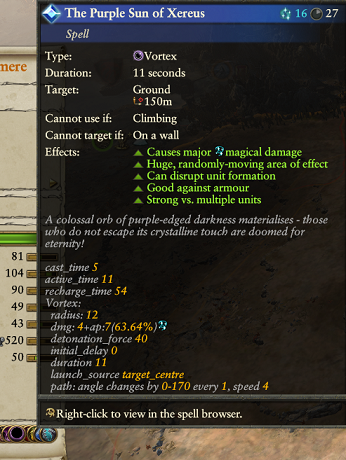 The Purple Sun of Xereus 16 27
Spell
Type: Vortex
Duration: 11 seconds
Target: Ground
150m
Cannot use if: Climbing
Cannot target if: On a wall
Effects: Causes major magical damage
Huge, randomly-moving area of effect
Can disrupt unit formation
Good against armour
Strong vs. multiple units
A colossal orb of purple-edged darkness materialises - those
who do not escape its crystalline touch are doomed for
eternity!
cast_time 5
active_time 11
recharge_time 54
Vortex:
radius: 12
dmg: 4+ap:7(63.64%)
detonation_force 40
initial_delay 0
duration 11
launch_source target_centre
path: angle changes by 0-170 every 1, speed 4
Right-click to view in the spell browser.
mere
81
104
90
49
43
520
50